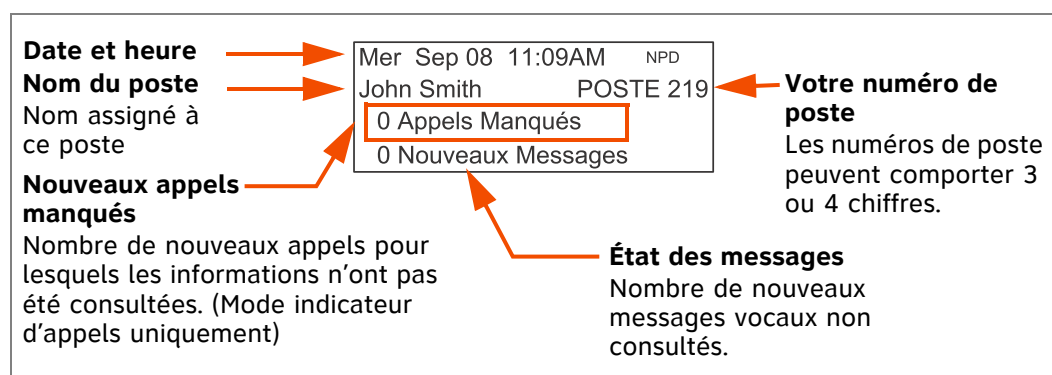 Date et heure
Nom du poste
Nom assigné à
ce poste
Nouveaux appels
manqués
Nombre de nouveaux appels pour
lesquels les informations n'ont pas
été consultées. (Mode indicateur
d'appels uniquement)
Mer Sep 08 11:09AM NPD
John Smith POSTE 219
0 Appels Manqués
0 Nouveaux Messages
Votre numéro de
poste
Les numéros de poste
peuvent comporter 3
ou 4 chiffres.
État des messages
Nombre de nouveaux
messages vocaux non
consultés.